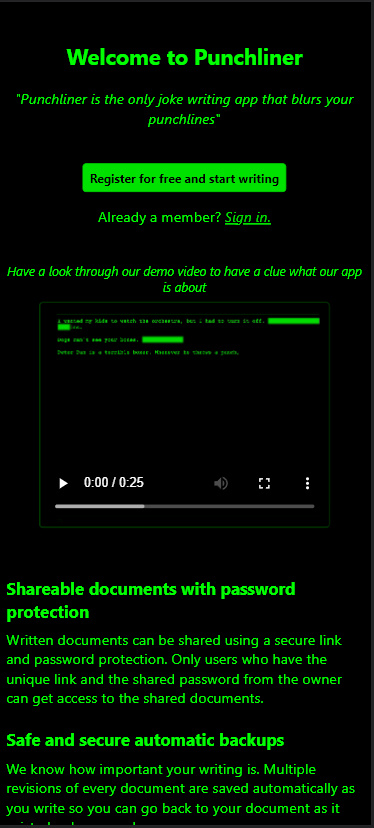 Welcome to Punchliner
"Punchliner is the only joke writing app that blurs your
punchlines"
Register for free and start writing
Already a member? Sign in.
Have a look through our demo video to have a clue what our app
is about
I wanted my kids to watch the orchestra, but i had to turn it off.
Bugs can't see your
Peter Pan is a terrible boxer. Whenever he throws a punch,
0:00 / 0:25
Shareable documents with password
protection
Written documents can be shared using a secure link
and password protection. Only users who have the
unique link and the shared password from the owner
can get access to the shared documents.
Safe and secure automatic backups
We know how important your writing is. Multiple
revisions of every document are saved automatically as
you write so you can go back to your document as it